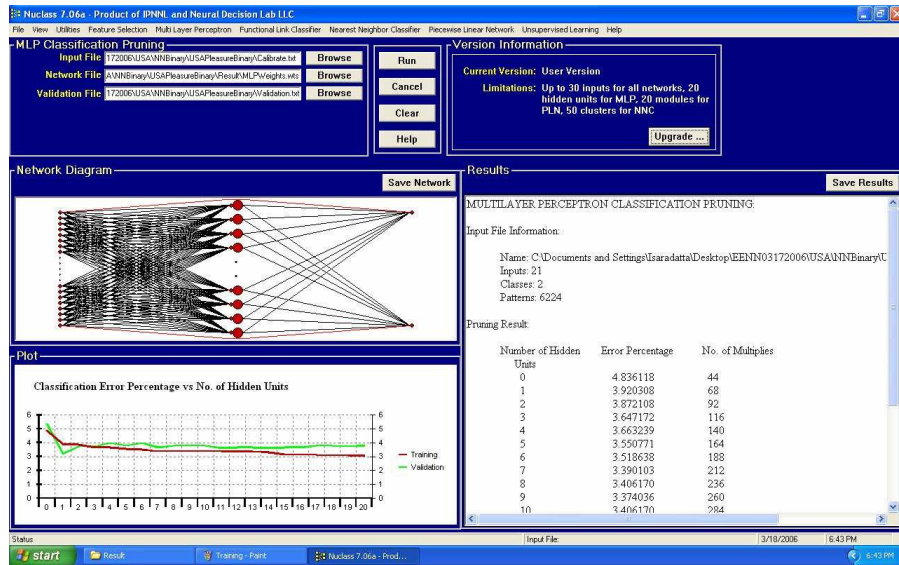 Nuclass 7.06a - Product of IPNNL and Neural Decision Lab LLC
File View Utilities Feature Selection Multi Layer Perceptron Functional Link Classifier Nearest Neighbor Classifier Piecewise Linear Network Unsupervised Learning Help
MLP Classification Pruning
Input File 172006\USA\NNBinary\USAPleasureBinary\Calibrate.txt Browse
Network File A\NNBinary\USAPleasureBinary\Result\MLPWeights.wts Browse
Validation File 172006\USA\NNBinary\USAPleasureBinary\Validation.txt Browse
Run
Cancel
Clear
Help
Version Information
Current Version: User Version
Limitations: Up to 30 inputs for all networks, 20
hidden units for MLP, 20 modules for
PLN, 50 clusters for NNC
Upgrade ...
Network Diagram
Save Network
Plot
Classification Error Percentage vs No. of Hidden Units
6 6
5 5
4 4
3 3
2 2
1 1
0 0
0 1 2 3 4 5 6 7 8 9 10 11 12 13 14 15 16 17 18 19 20
Training
Validation
Results
Save Results
MULTILAYER PERCEPTRON CLASSIFICATION PRUNING:
Input File Information:
Name: C:\Documents and Settings\Isaradatta\Desktop\EENN03172006\USA\NNBinary\U
Inputs: 21
Classes: 2
Patterns: 6224
Pruning Result:
Number of Hidden Error Percentage No. of Multiplies
Units
0 4.836118 44
1 3.920308 68
2 3.872108 92
3 3.647172 116
4 3.663239 140
5 3.550771 164
6 3.518638 188
7 3.390103 212
8 3.406170 236
9 3.374036 260
10 3.406170 284
Status Input File: 3/18/2006 6:43 PM
start Result Training - Paint Nuclass 7.06a - Prod... 6:43 PM